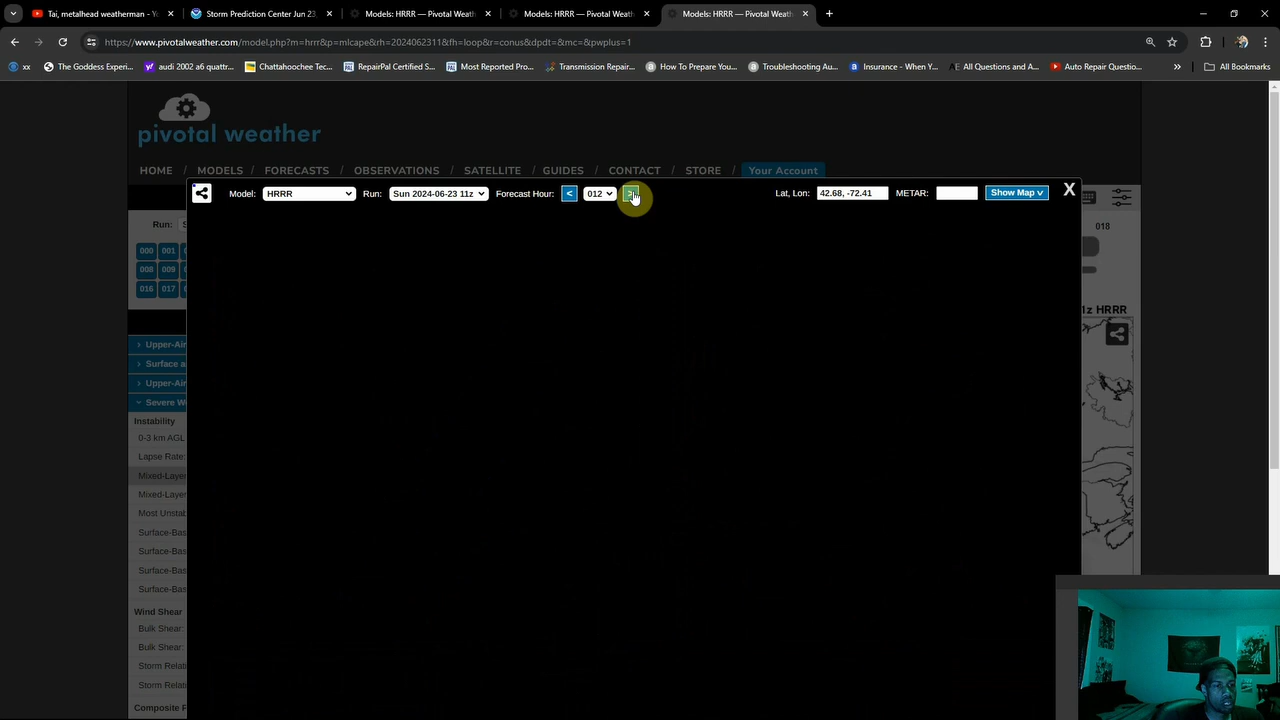 Tai, metalhead weatherman - Yo
Storm Prediction Center Jun 23,
Models: HRRR — Pivotal Weath
Models: HRRR — Pivotal Weath
Models: HRRR — Pivotal Weath
https://www.pivotalweather.com/model.php?m=hrrr&p=mlcape&rh=2024062311&fh=loop&r=conus&dpdt=&mc=&pwplus=1
xx
The Goddess Experi...
audi 2002 a6 quattr...
Chattahoochee Tec...
RepairPal Certified S...
Most Reported Pro...
Transmission Repair...
How To Prepare You...
Troubleshooting Au...
Insurance - When Y...
All Questions and A...
Auto Repair Questio...
All Bookmarks
pivotal weather
HOME / MODELS / FORECASTS / OBSERVATIONS / SATELLITE / GUIDES / CONTACT / STORE / Your Account
Model: HRRR Run: Sun 2024-06-23 11z Forecast Hour: < 012 > Lat, Lon: 42.68, -72.41 METAR: Show Map v X
Run: 018
000 001
008 009
016 017
1z HRRR
Upper-Air
Surface a
Upper-Air
Severe We
Instability
0-3 km AGL
Lapse Rate:
Mixed-Layer
Mixed-Layer
Most Unstab
Surface-Bas
Surface-Bas
Surface-Bas
Surface-Bas
Wind Shear
Bulk Shear:
Bulk Shear:
Storm Relati
Storm Relati
Composite P